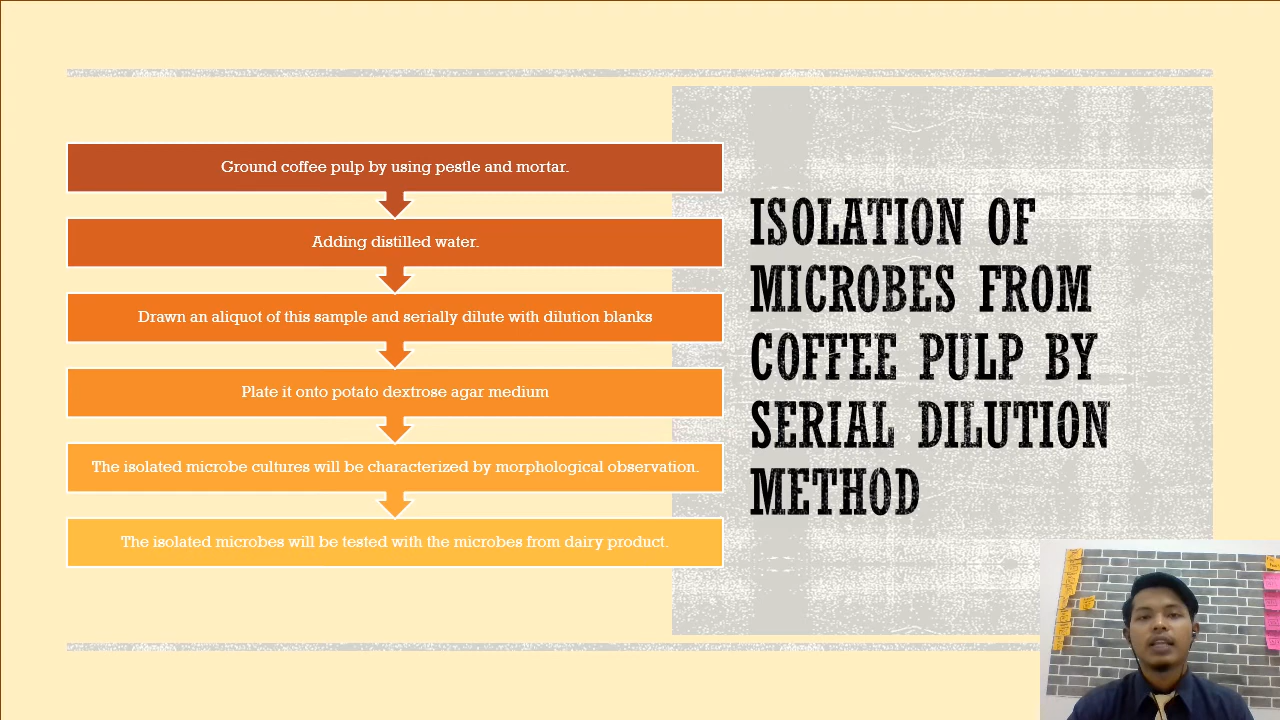 Ground coffee pulp by using pestle and mortar.
Adding distilled water.
Drawn an aliquot of this sample and serially dilute with dilution blanks
Plate it onto potato dextrose agar medium
The isolated microbe cultures will be characterized by morphological observation.
The isolated microbes will be tested with the microbes from dairy product.
ISOLATION OF
MICROBES FROM
COFFEE PULP BY
SERIAL DILUTION
METHOD